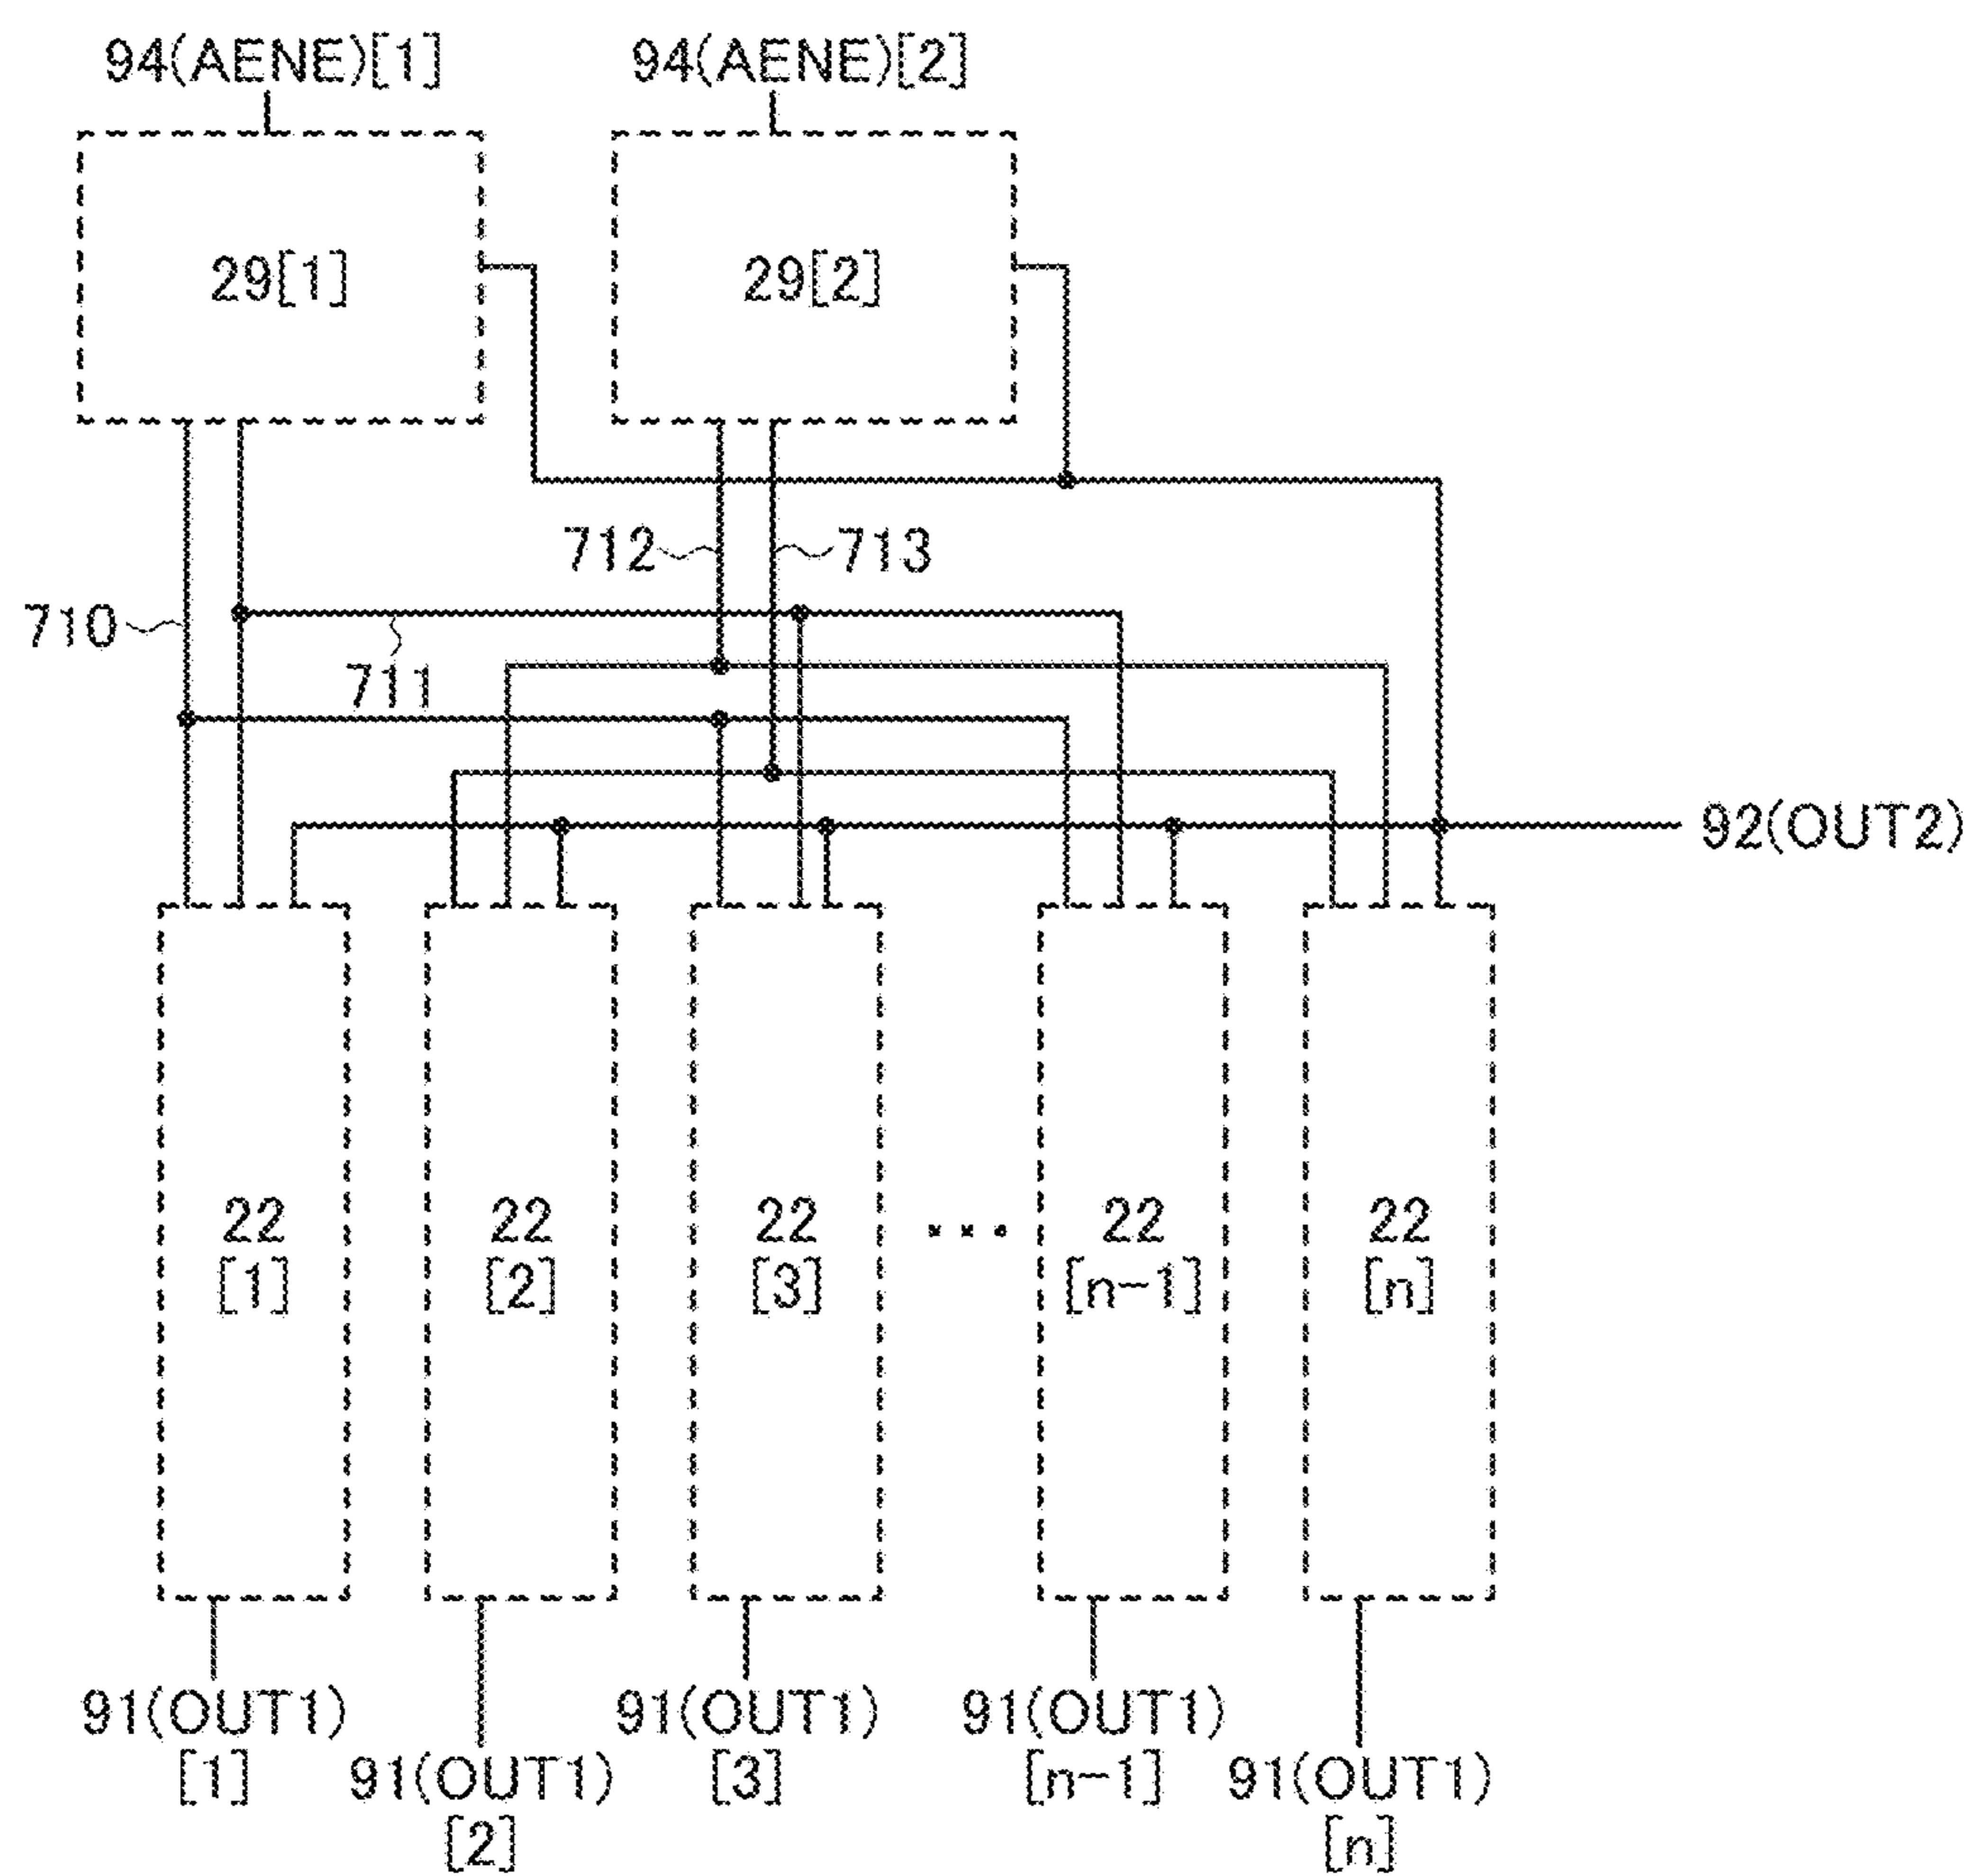 94(AENE)[1]
94(AENE)[2]
29[1]
29[2]
712
713
710
711
92(OUT2)
22
[1]
22
[2]
22
[3]
...
22
[n-1]
22
[n]
91(OUT1)
[1]
91(OUT1)
[2]
91(OUT1)
[3]
91(OUT1)
[n-1]
91(OUT1)
[n]